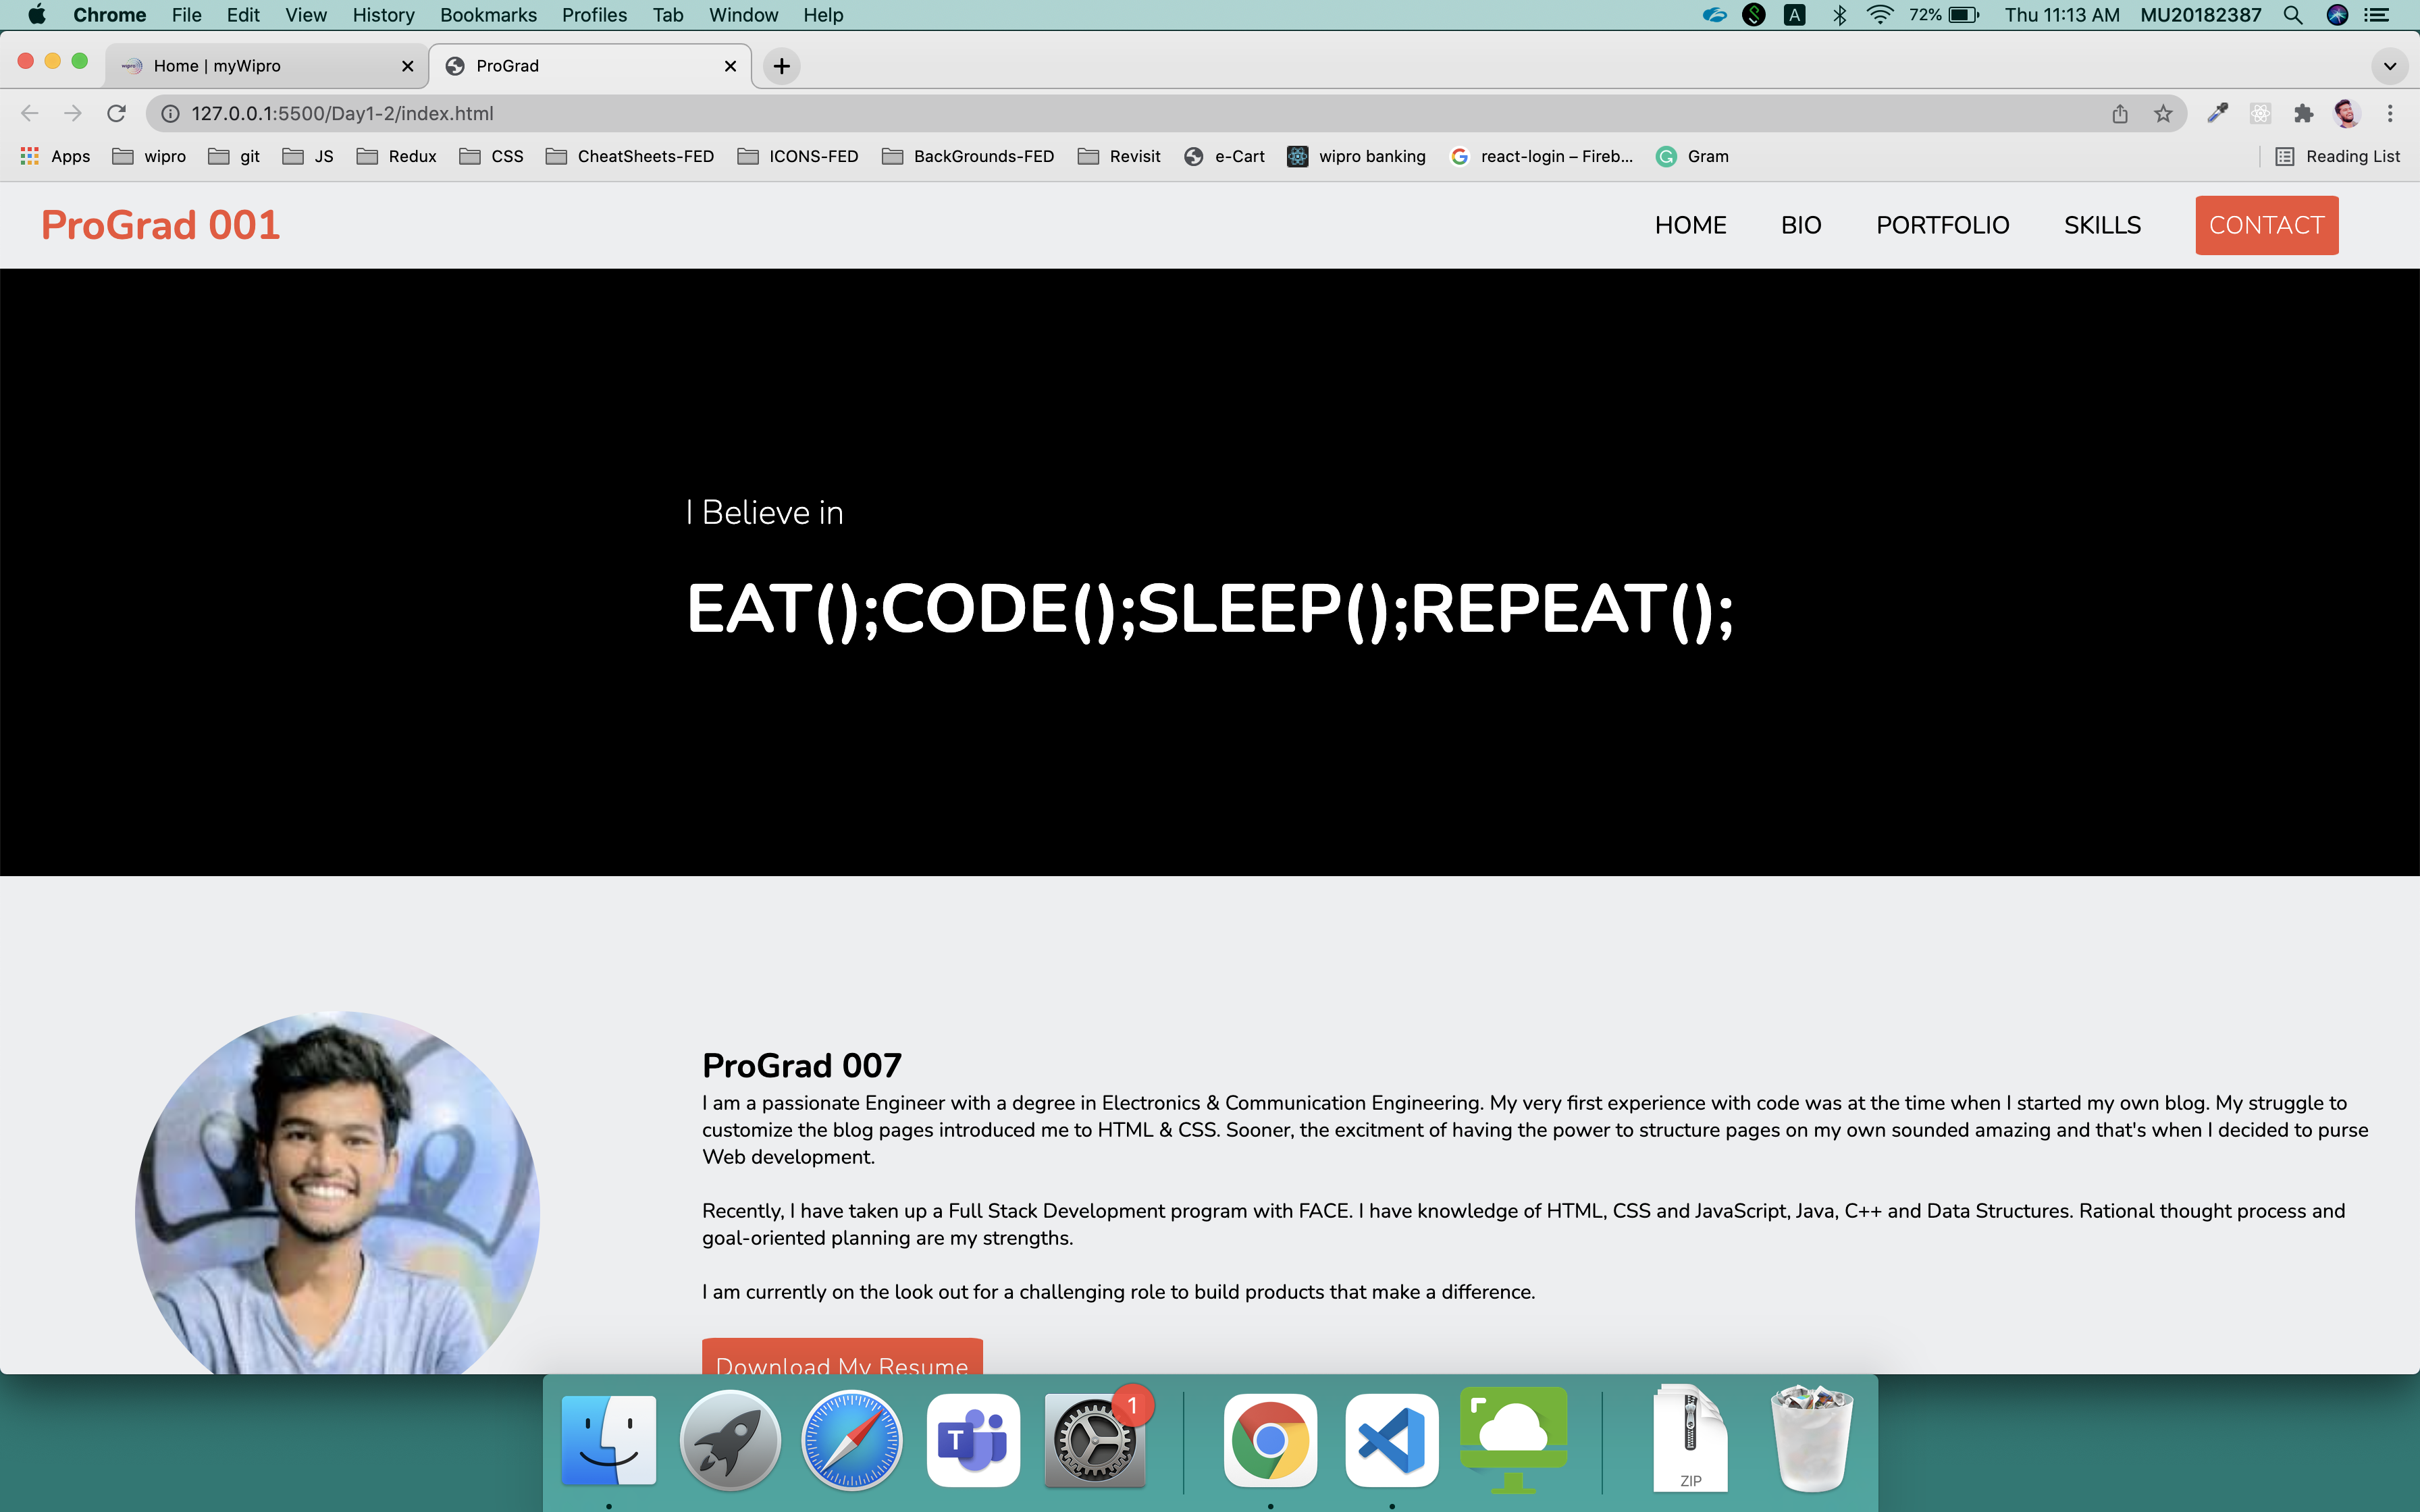 Chrome File Edit View History Bookmarks Profiles Tab Window Help
A 72% Thu 11:13 AM MU20182387
Home | myWipro
ProGrad
127.0.0.1:5500/Day1-2/index.html
Apps wipro git JS Redux CSS CheatSheets-FED ICONS-FED BackGrounds-FED Revisit e-Cart wipro banking react-login – Fireb... Gram Reading List
ProGrad 001
HOME BIO PORTFOLIO SKILLS CONTACT
I Believe in
EAT();CODE();SLEEP();REPEAT();
ProGrad 007
I am a passionate Engineer with a degree in Electronics & Communication Engineering. My very first experience with code was at the time when I started my own blog. My struggle to
customize the blog pages introduced me to HTML & CSS. Sooner, the excitment of having the power to structure pages on my own sounded amazing and that's when I decided to purse
Web development.
Recently, I have taken up a Full Stack Development program with FACE. I have knowledge of HTML, CSS and JavaScript, Java, C++ and Data Structures. Rational thought process and
goal-oriented planning are my strengths.
I am currently on the look out for a challenging role to build products that make a difference.
Download My Resume
T
1
ZIP